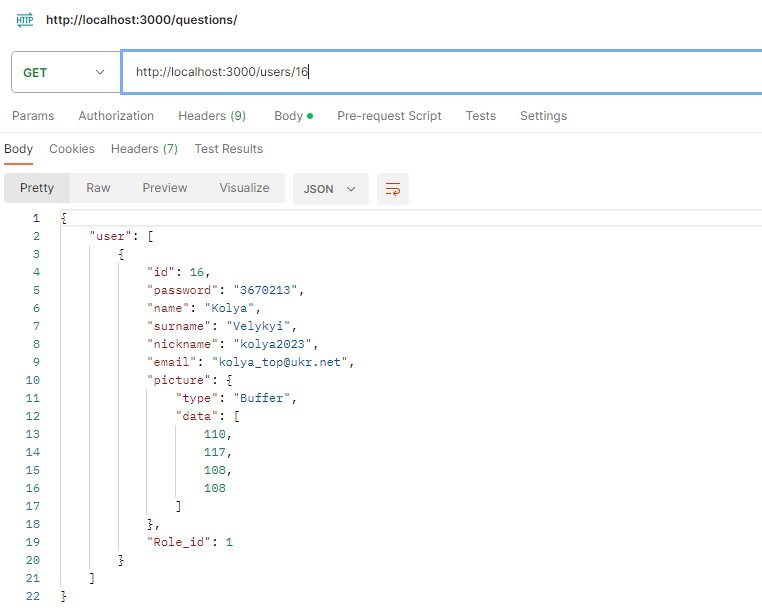 HTTP http://localhost:3000/questions/
GET http://localhost:3000/users/16
Params Authorization Headers (9) Body Pre-request Script Tests Settings
Body Cookies Headers (7) Test Results
Pretty Raw Preview Visualize JSON
1 {
2 "user": [
3 {
4 "id": 16,
5 "password": "3670213",
6 "name": "Kolya",
7 "surname": "Velykyi",
8 "nickname": "kolya2023",
9 "email": "kolya_top@ukr.net",
10 "picture": {
11 "type": "Buffer",
12 "data": [
13 110,
14 117,
15 108,
16 108
17 ]
18 },
19 "Role_id": 1
20 }
21 ]
22 }